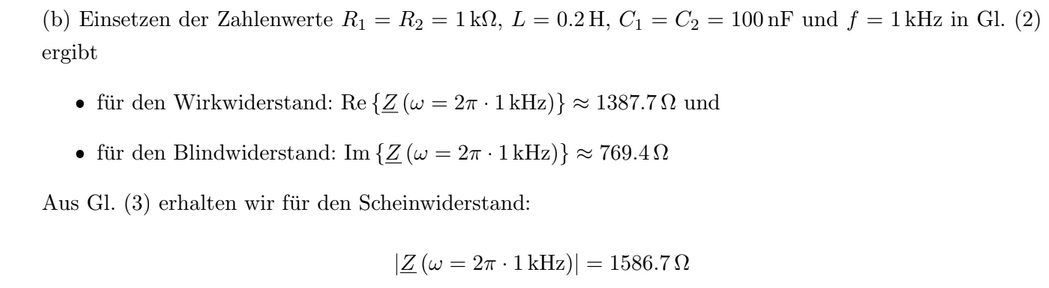 (b) Einsetzen der Zahlenwerte R₁ = R₂ = 1 kΩ, L = 0.2 H, C₁ = C₂ = 100 nF und f = 1 kHz in Gl. (2)
ergibt
• für den Wirkwiderstand: Re {Z̲ (ω = 2π · 1 kHz)} ≈ 1387.7 Ω und
• für den Blindwiderstand: Im {Z̲ (ω = 2π · 1 kHz)} ≈ 769.4 Ω
Aus Gl. (3) erhalten wir für den Scheinwiderstand:
|Z̲ (ω = 2π · 1 kHz)| = 1586.7 Ω